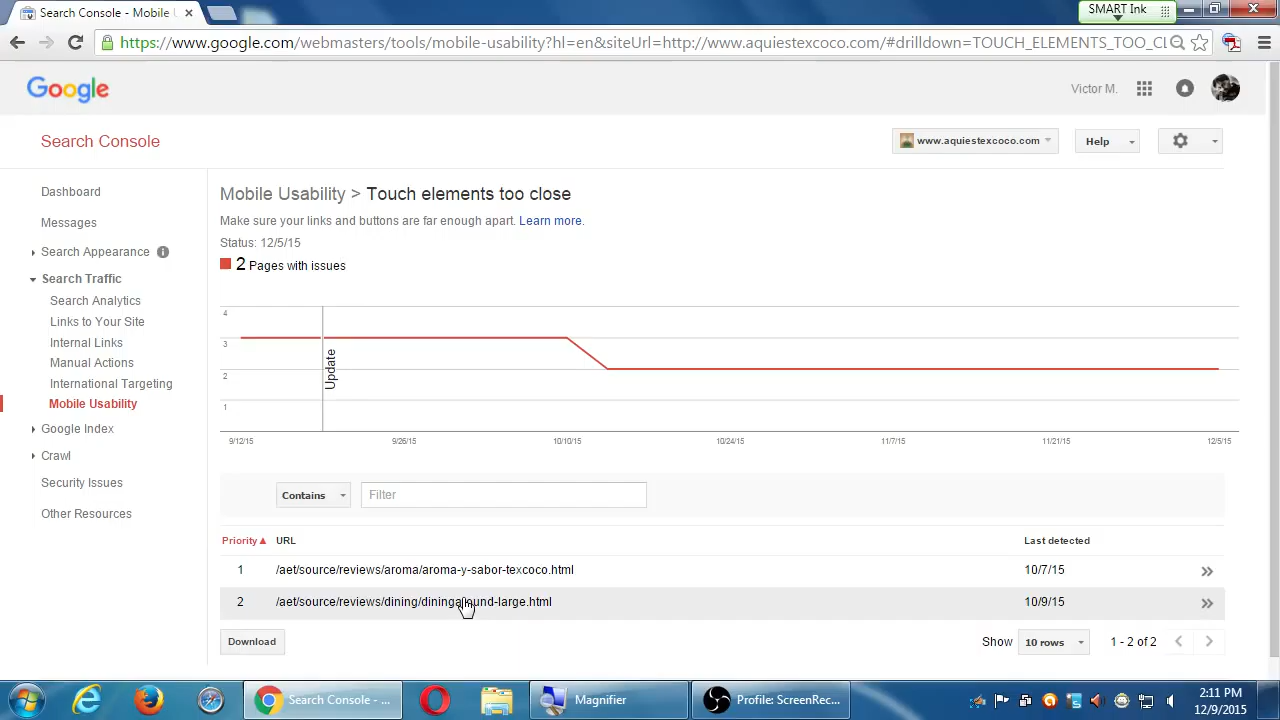 Search Console - Mobile U
SMART Ink
https://www.google.com/webmasters/tools/mobile-usability?hl=en&siteUrl=http://www.aquiestexcoco.com/#drilldown=TOUCH_ELEMENTS_TOO_CL
Google
Victor M.
Search Console
www.aquiestexcoco.com
Help
Dashboard
Messages
Search Appearance
Search Traffic
Search Analytics
Links to Your Site
Internal Links
Manual Actions
International Targeting
Mobile Usability
Google Index
Crawl
Security Issues
Other Resources
Mobile Usability > Touch elements too close
Make sure your links and buttons are far enough apart. Learn more.
Status: 12/5/15
2 Pages with issues
4
3
2
1
Update
9/12/15 9/26/15 10/10/15 10/24/15 11/7/15 11/21/15 12/5/15
Contains Filter
Priority▲ URL Last detected
1 /aet/source/reviews/aroma/aroma-y-sabor-texcoco.html 10/7/15 »
2 /aet/source/reviews/dining/diningaround-large.html 10/9/15 »
Download Show 10 rows 1 - 2 of 2
Search Console - ...
Magnifier
Profile: ScreenRec...
2:11 PM
12/9/2015